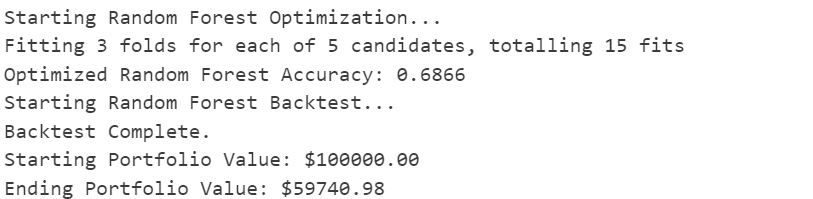 Starting Random Forest Optimization...
Fitting 3 folds for each of 5 candidates, totalling 15 fits
Optimized Random Forest Accuracy: 0.6866
Starting Random Forest Backtest...
Backtest Complete.
Starting Portfolio Value: $100000.00
Ending Portfolio Value: $59740.98